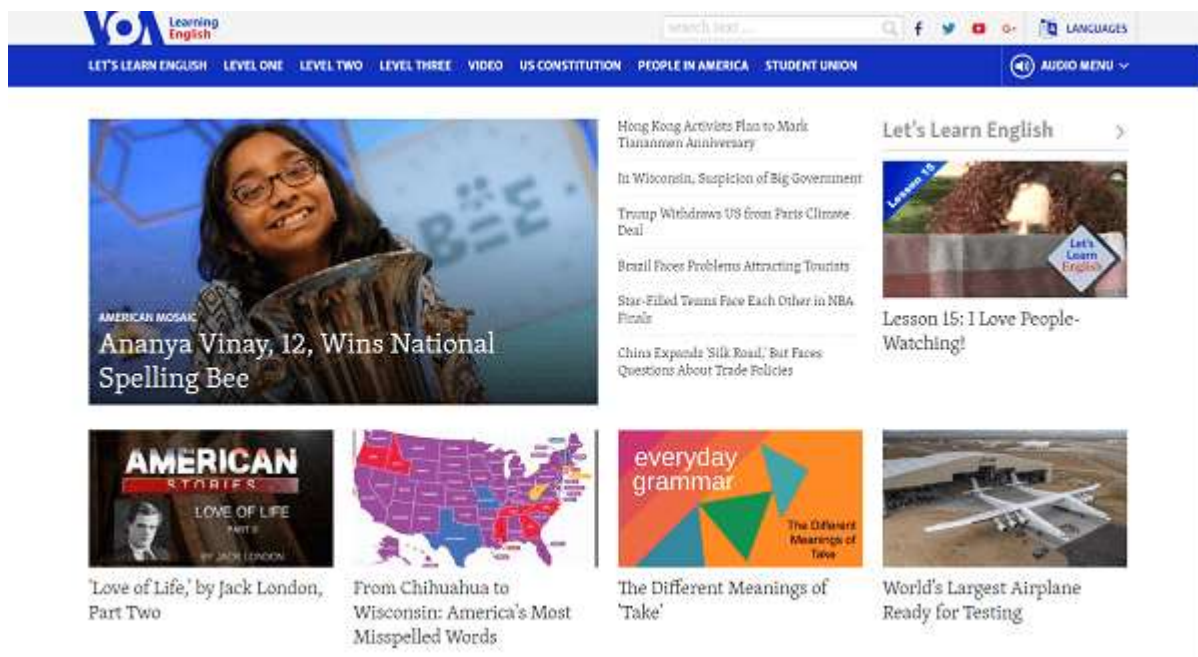 VOA Learning
English
search text ...
LANGUAGES
LET'S LEARN ENGLISH LEVEL ONE LEVEL TWO LEVEL THREE VIDEO US CONSTITUTION PEOPLE IN AMERICA STUDENT UNION
AUDIO MENU
BEE
AMERICAN MOSAIC
Ananya Vinay, 12, Wins National
Spelling Bee
Hong Kong Activists Plan to Mark
Tiananmen Anniversary
In Wisconsin, Suspicion of Big Government
Trump Withdraws US from Paris Climate
Deal
Brazil Faces Problems Attracting Tourists
Star-Filled Teams Face Each Other in NBA
Finals
China Expands 'Silk Road,' But Faces
Questions About Trade Policies
Let's Learn English
Lesson 15
Let's
Learn
English
Lesson 15: I Love People-
Watching!
AMERICAN
STORIES
LOVE OF LIFE
BY JACK LONDON
'Love of Life,' by Jack London,
Part Two
From Chihuahua to
Wisconsin: America's Most
Misspelled Words
everyday
grammar
The Different
Meanings of
Take
The Different Meanings of
'Take'
World's Largest Airplane
Ready for Testing